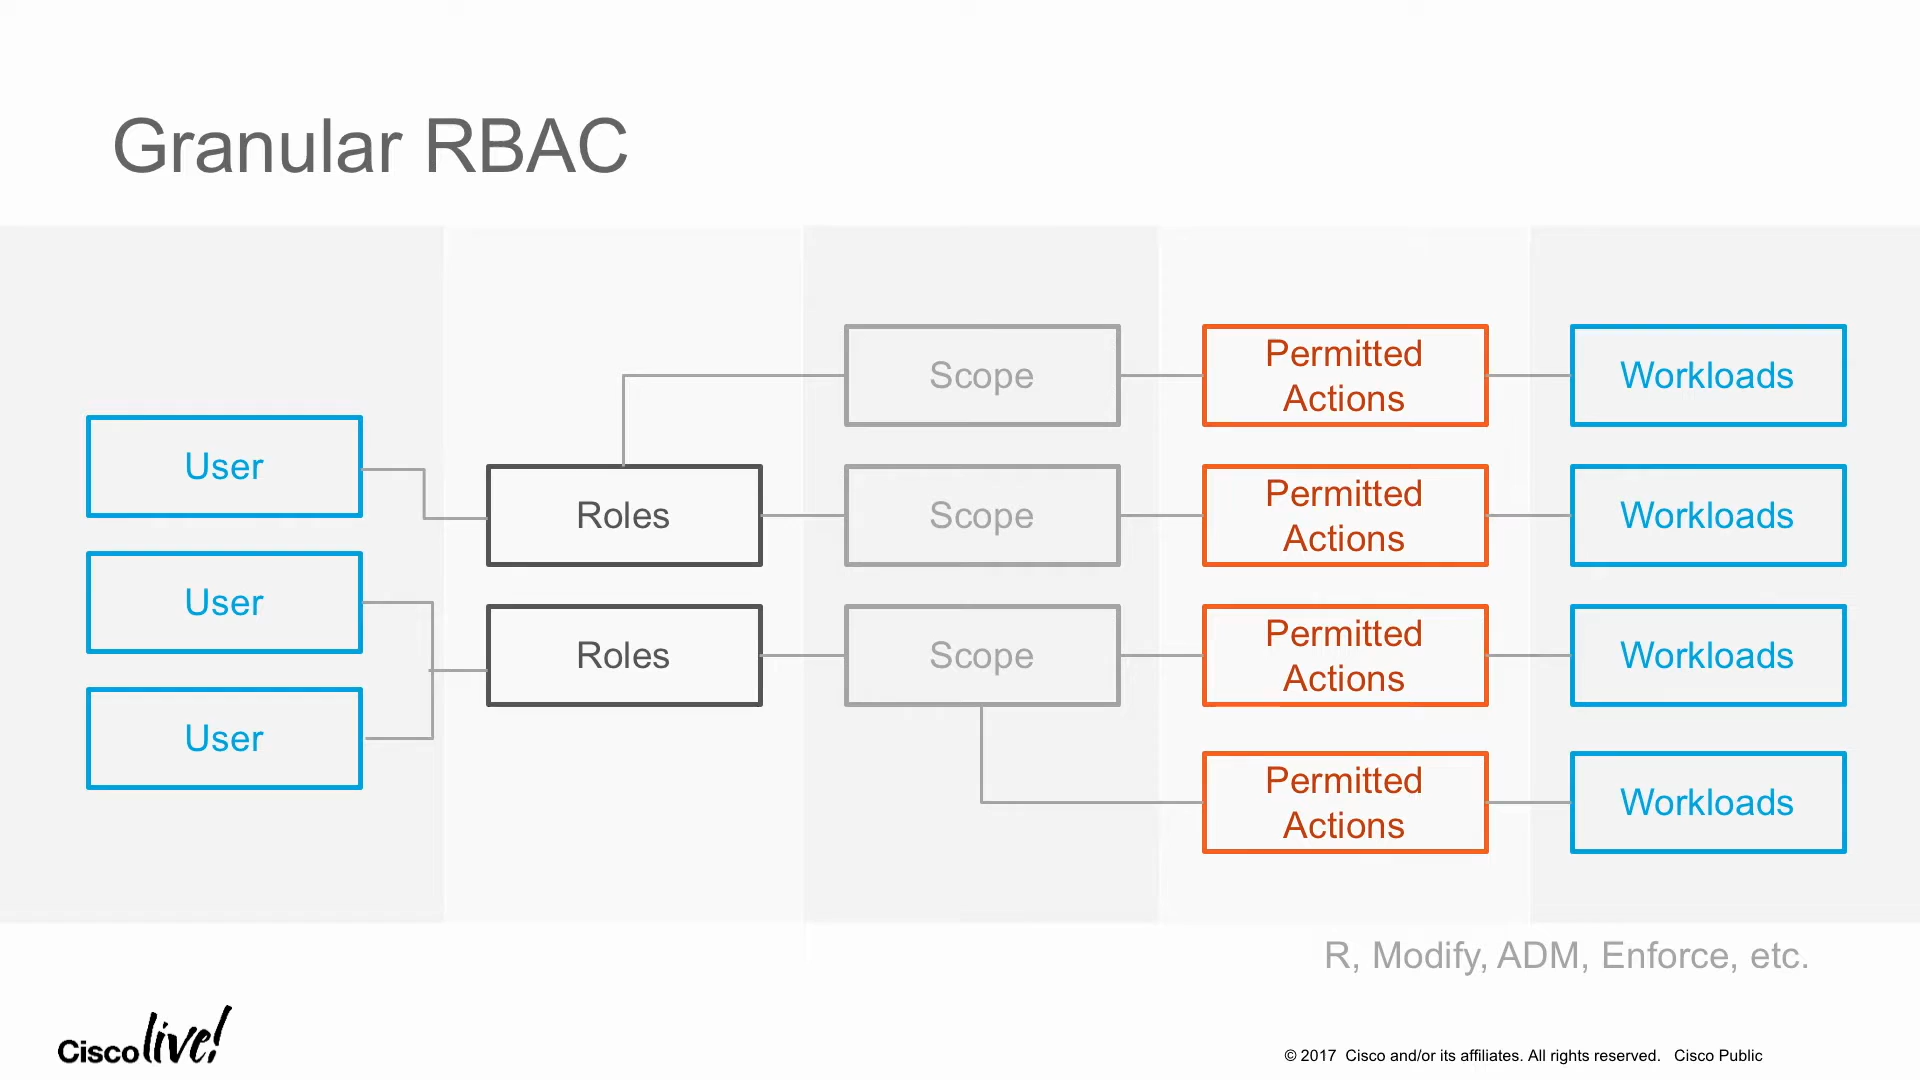 Granular RBAC
User
User
User
Roles
Roles
Scope
Scope
Scope
Permitted
Actions
Permitted
Actions
Permitted
Actions
Permitted
Actions
Workloads
Workloads
Workloads
Workloads
R, Modify, ADM, Enforce, etc.
Cisco live!
© 2017 Cisco and/or its affiliates. All rights reserved. Cisco Public